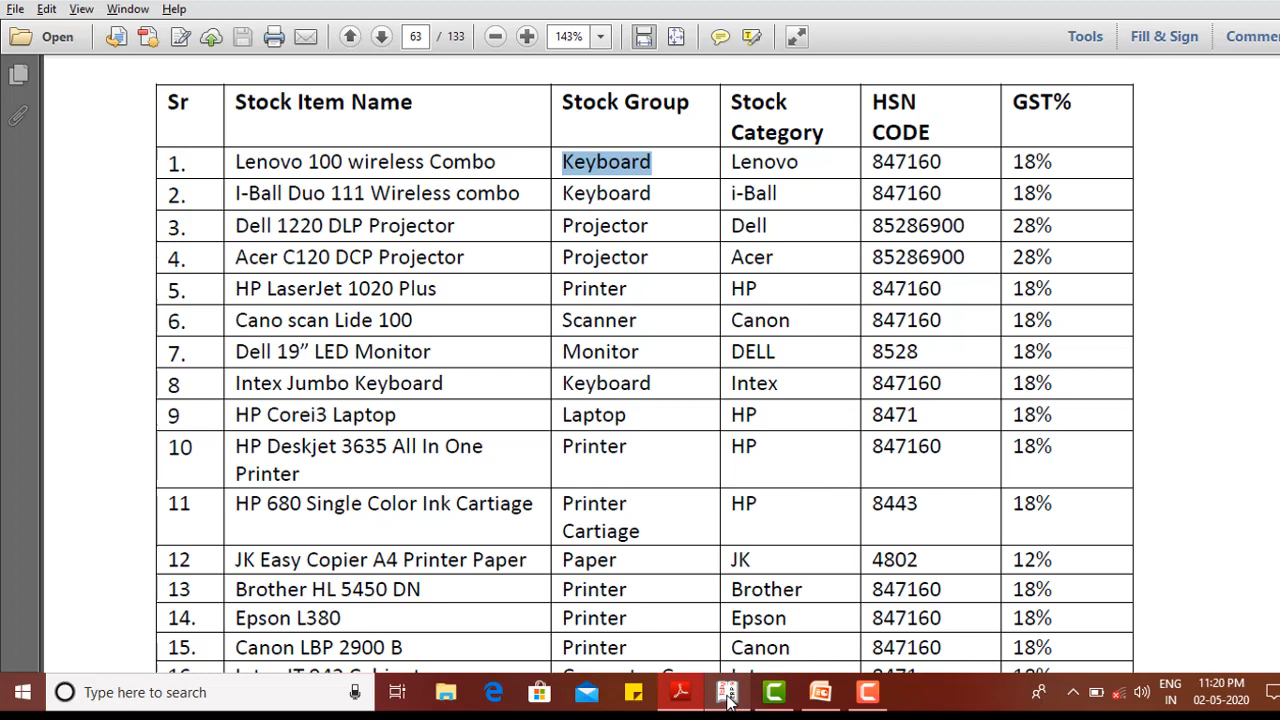 File Edit View Window Help
Open 63 / 133 143% Tools Fill & Sign Comme
Sr Stock Item Name Stock Group Stock Category HSN CODE GST%
1. Lenovo 100 wireless Combo Keyboard Lenovo 847160 18%
2. I-Ball Duo 111 Wireless combo Keyboard i-Ball 847160 18%
3. Dell 1220 DLP Projector Projector Dell 85286900 28%
4. Acer C120 DCP Projector Projector Acer 85286900 28%
5. HP LaserJet 1020 Plus Printer HP 847160 18%
6. Cano scan Lide 100 Scanner Canon 847160 18%
7. Dell 19” LED Monitor Monitor DELL 8528 18%
8 Intex Jumbo Keyboard Keyboard Intex 847160 18%
9 HP Corei3 Laptop Laptop HP 8471 18%
10 HP Deskjet 3635 All In One Printer Printer HP 847160 18%
11 HP 680 Single Color Ink Cartiage Printer Cartiage HP 8443 18%
12 JK Easy Copier A4 Printer Paper Paper JK 4802 12%
13 Brother HL 5450 DN Printer Brother 847160 18%
14. Epson L380 Printer Epson 847160 18%
15. Canon LBP 2900 B Printer Canon 847160 18%
Type here to search ENG IN 11:20 PM 02-05-2020